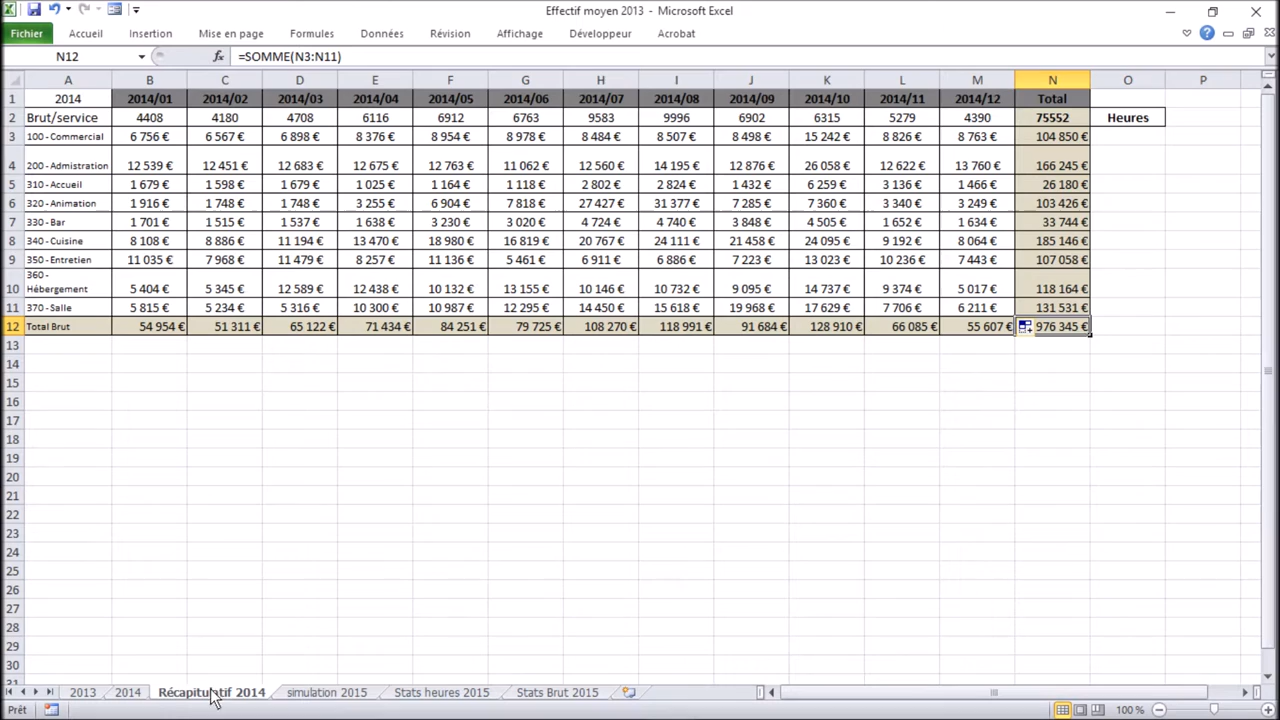 Effectif moyen 2013 - Microsoft Excel
Fichier Accueil Insertion Mise en page Formules Données Révision Affichage Développeur Acrobat
N12 fx =SOMME(N3:N11)
A B C D E F G H I J K L M N O P
1 2014 2014/01 2014/02 2014/03 2014/04 2014/05 2014/06 2014/07 2014/08 2014/09 2014/10 2014/11 2014/12 Total
2 Brut/service 4408 4180 4708 6116 6912 6763 9583 9996 6902 6315 5279 4390 75552 Heures
3 100 - Commercial 6 756 € 6 567 € 6 898 € 8 376 € 8 954 € 8 978 € 8 484 € 8 507 € 8 498 € 15 242 € 8 826 € 8 763 € 104 850 €
4 200 - Admistration 12 539 € 12 451 € 12 683 € 12 675 € 12 763 € 11 062 € 12 560 € 14 195 € 12 876 € 26 058 € 12 622 € 13 760 € 166 245 €
5 310 - Accueil 1 679 € 1 598 € 1 679 € 1 025 € 1 164 € 1 118 € 2 802 € 2 824 € 1 432 € 6 259 € 3 136 € 1 466 € 26 180 €
6 320 - Animation 1 916 € 1 748 € 1 748 € 3 255 € 6 904 € 7 818 € 27 427 € 31 377 € 7 285 € 7 360 € 3 340 € 3 249 € 103 426 €
7 330 - Bar 1 701 € 1 515 € 1 537 € 1 638 € 3 230 € 3 020 € 4 724 € 4 740 € 3 848 € 4 505 € 1 652 € 1 634 € 33 744 €
8 340 - Cuisine 8 108 € 8 886 € 11 194 € 13 470 € 18 980 € 16 819 € 20 767 € 24 111 € 21 458 € 24 095 € 9 192 € 8 064 € 185 146 €
9 350 - Entretien 11 035 € 7 968 € 11 479 € 8 257 € 11 136 € 5 461 € 6 911 € 6 886 € 7 223 € 13 023 € 10 236 € 7 443 € 107 058 €
360 -
10 Hébergement 5 404 € 5 345 € 12 589 € 12 438 € 10 132 € 13 155 € 10 146 € 10 732 € 9 095 € 14 737 € 9 374 € 5 017 € 118 164 €
11 370 - Salle 5 815 € 5 234 € 5 316 € 10 300 € 10 987 € 12 295 € 14 450 € 15 618 € 19 968 € 17 629 € 7 706 € 6 211 € 131 531 €
12 Total Brut 54 954 € 51 311 € 65 122 € 71 434 € 84 251 € 79 725 € 108 270 € 118 991 € 91 684 € 128 910 € 66 085 € 55 607 € 976 345 €
13
14
15
16
17
18
19
20
21
22
23
24
25
26
27
28
29
30
31
2013 2014 Récapitulatif 2014 simulation 2015 Stats heures 2015 Stats Brut 2015
Prêt 100 %